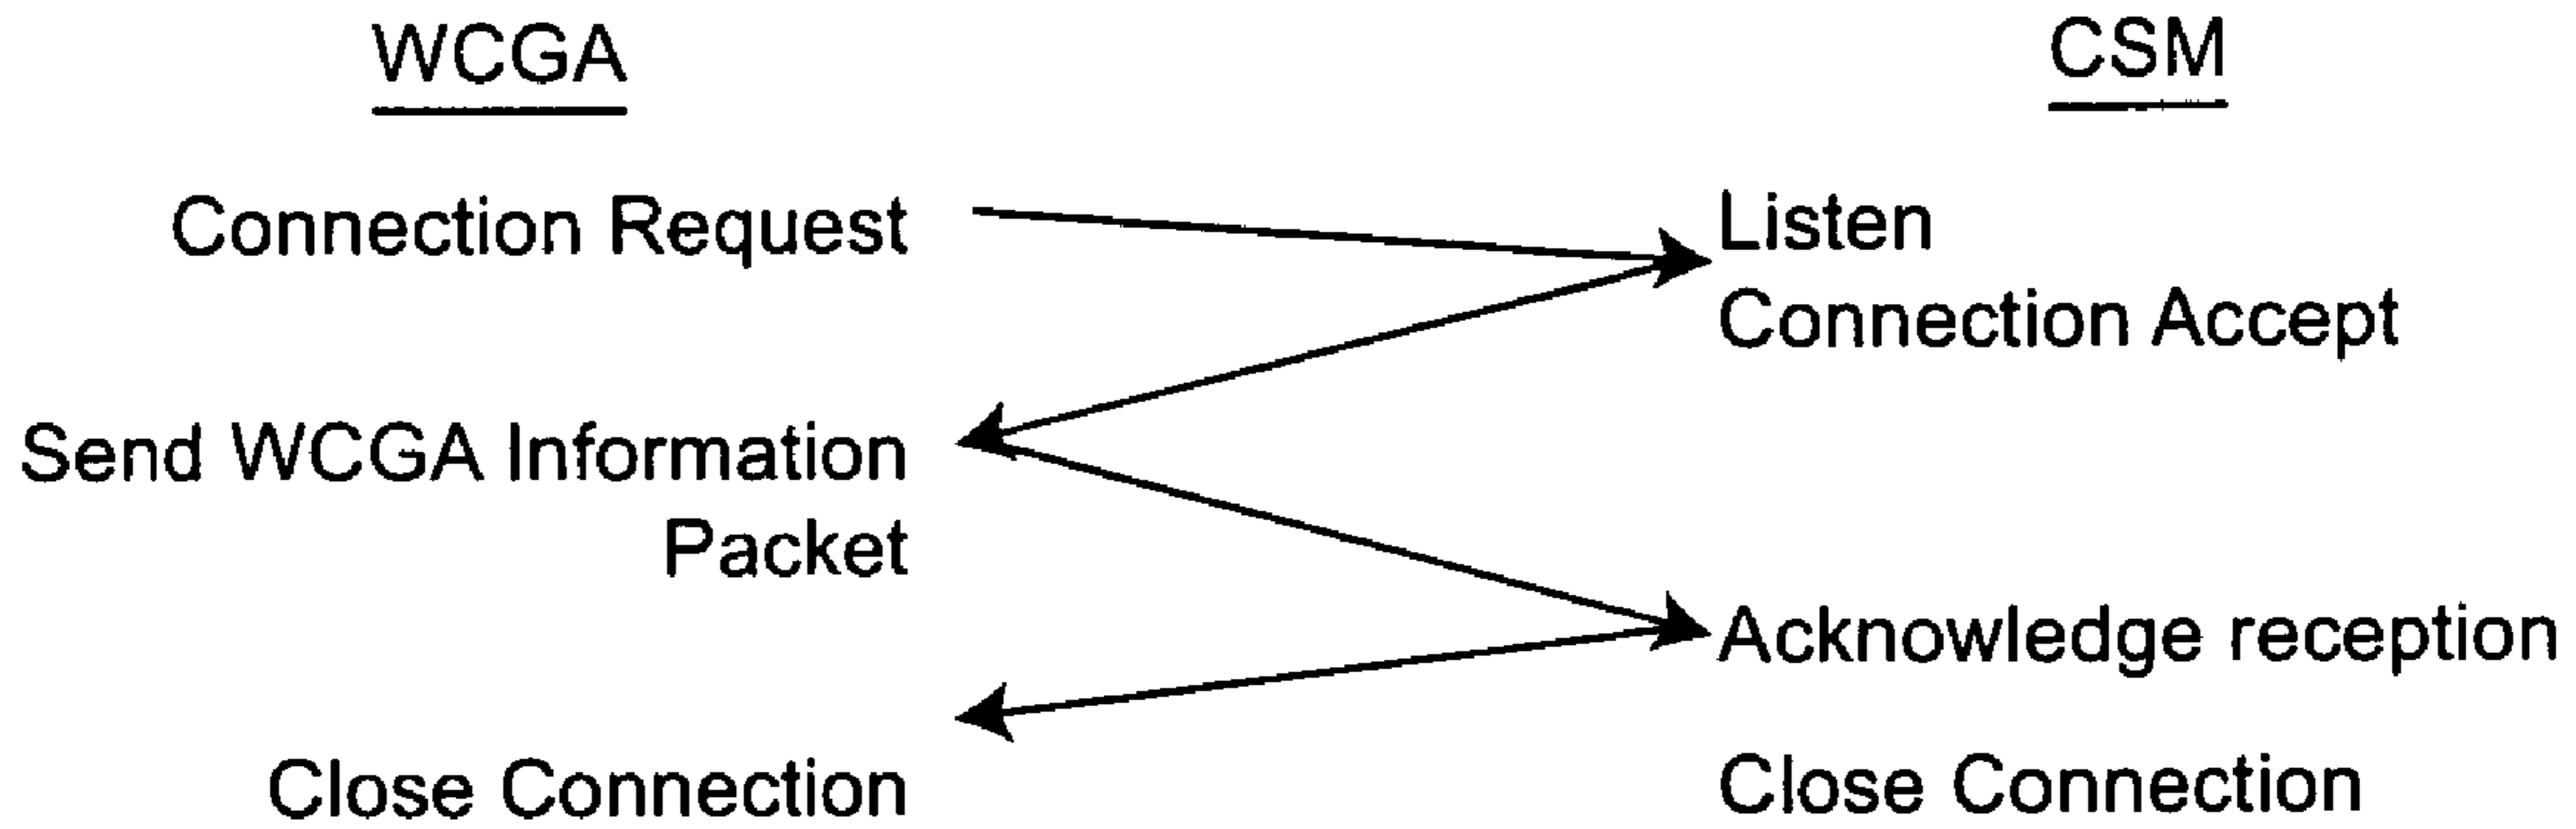 WCGA
CSM
Connection Request
Listen
Connection Accept
Send WCGA Information
Packet
Acknowledge reception
Close Connection
Close Connection